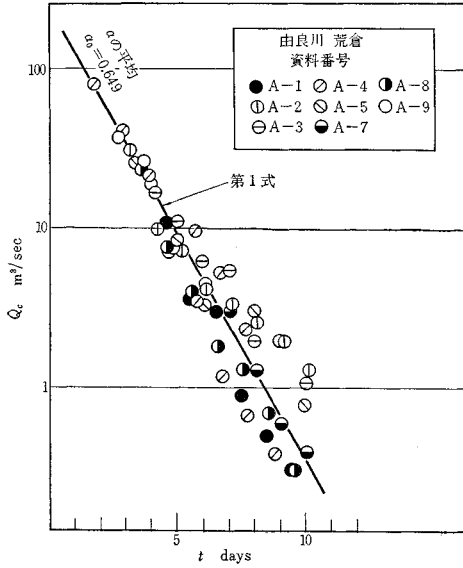 αの平均
α₀=0.649
由良川 荒倉
資料番号
A-1 A-4 A-8
A-2 A-5 A-9
A-3 A-7
第1式
100
10
1
Qc m³/sec
5 10
t days